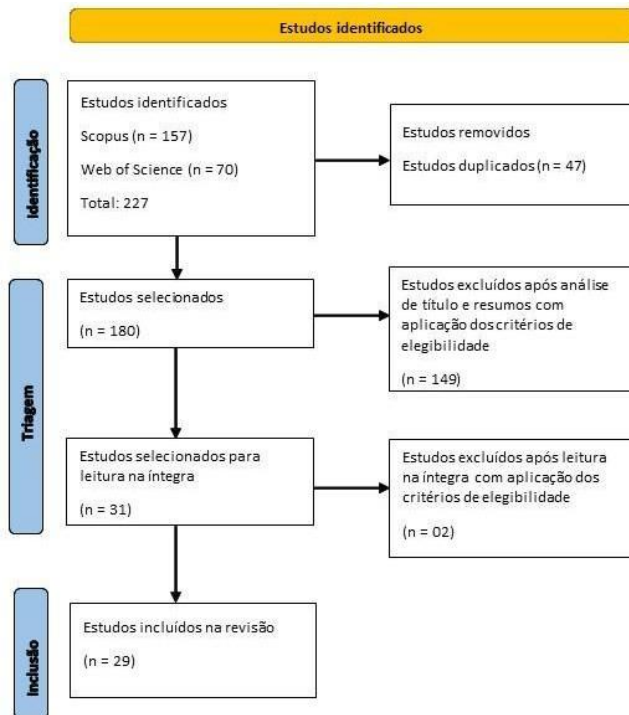 Estudos identificados
Identificação
Estudos identificados
Scopus (n = 157)
Web of Science (n = 70)
Total: 227
Estudos removidos
Estudos duplicados (n = 47)
Triagem
Estudos selecionados
(n = 180)
Estudos excluídos após análise
de título e resumos com
aplicação dos critérios de
elegibilidade
(n = 149)
Estudos selecionados para
leitura na íntegra
(n = 31)
Estudos excluídos após leitura
na íntegra com aplicação dos
critérios de elegibilidade
(n = 02)
Inclusão
Estudos incluídos na revisão
(n = 29)